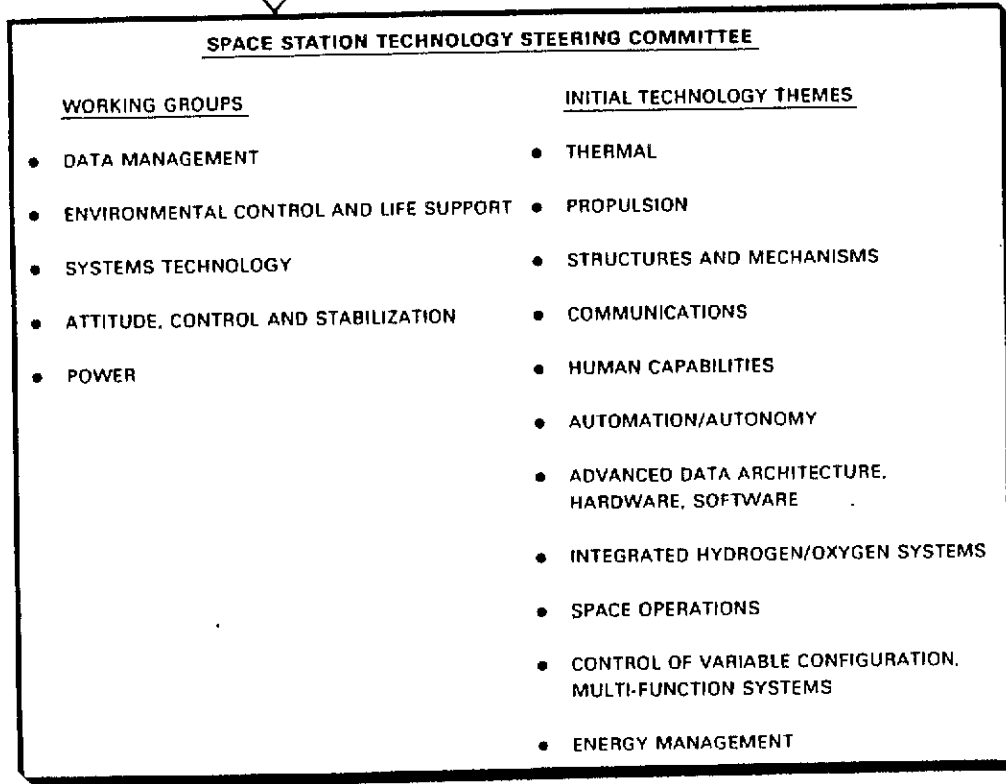 SPACE STATION TECHNOLOGY STEERING COMMITTEE
WORKING GROUPS
• DATA MANAGEMENT
• ENVIRONMENTAL CONTROL AND LIFE SUPPORT
• SYSTEMS TECHNOLOGY
• ATTITUDE, CONTROL AND STABILIZATION
• POWER
INITIAL TECHNOLOGY THEMES
• THERMAL
• PROPULSION
• STRUCTURES AND MECHANISMS
• COMMUNICATIONS
• HUMAN CAPABILITIES
• AUTOMATION/AUTONOMY
• ADVANCED DATA ARCHITECTURE,
HARDWARE, SOFTWARE
• INTEGRATED HYDROGEN/OXYGEN SYSTEMS
• SPACE OPERATIONS
• CONTROL OF VARIABLE CONFIGURATION,
MULTI-FUNCTION SYSTEMS
• ENERGY MANAGEMENT